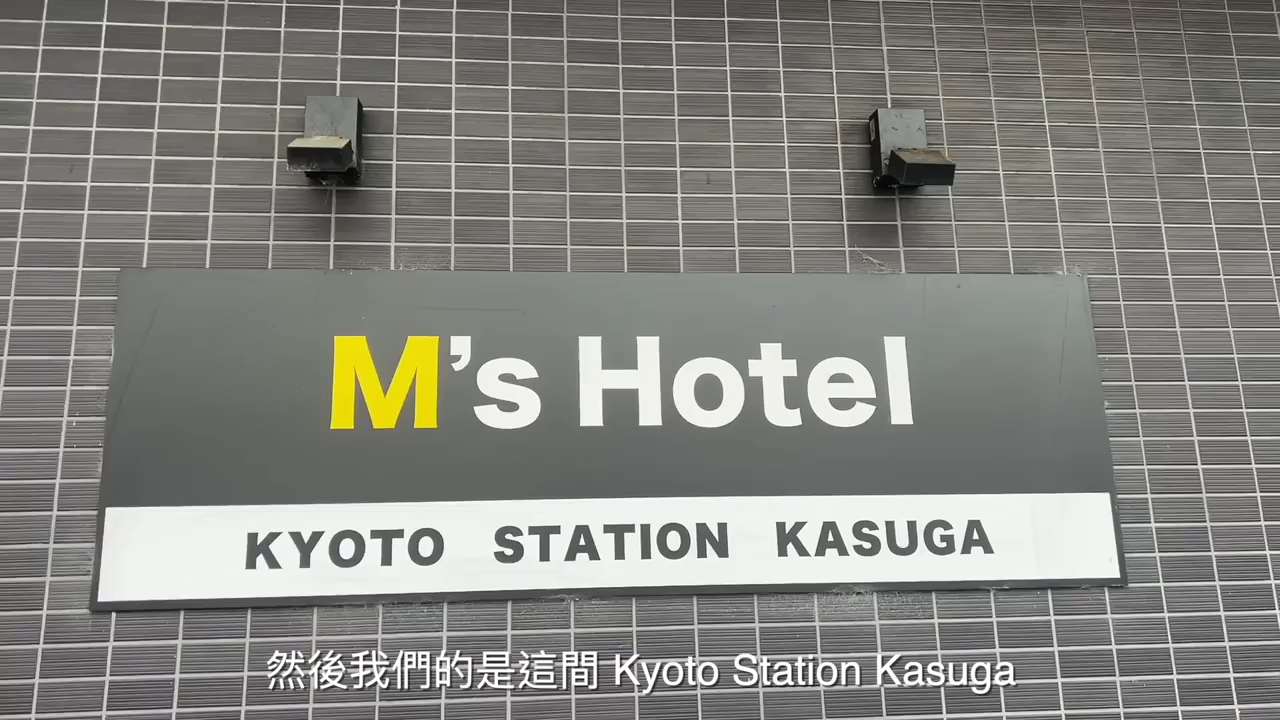 M's Hotel
KYOTO STATION KASUGA
然後我們的是這間 Kyoto Station Kasuga